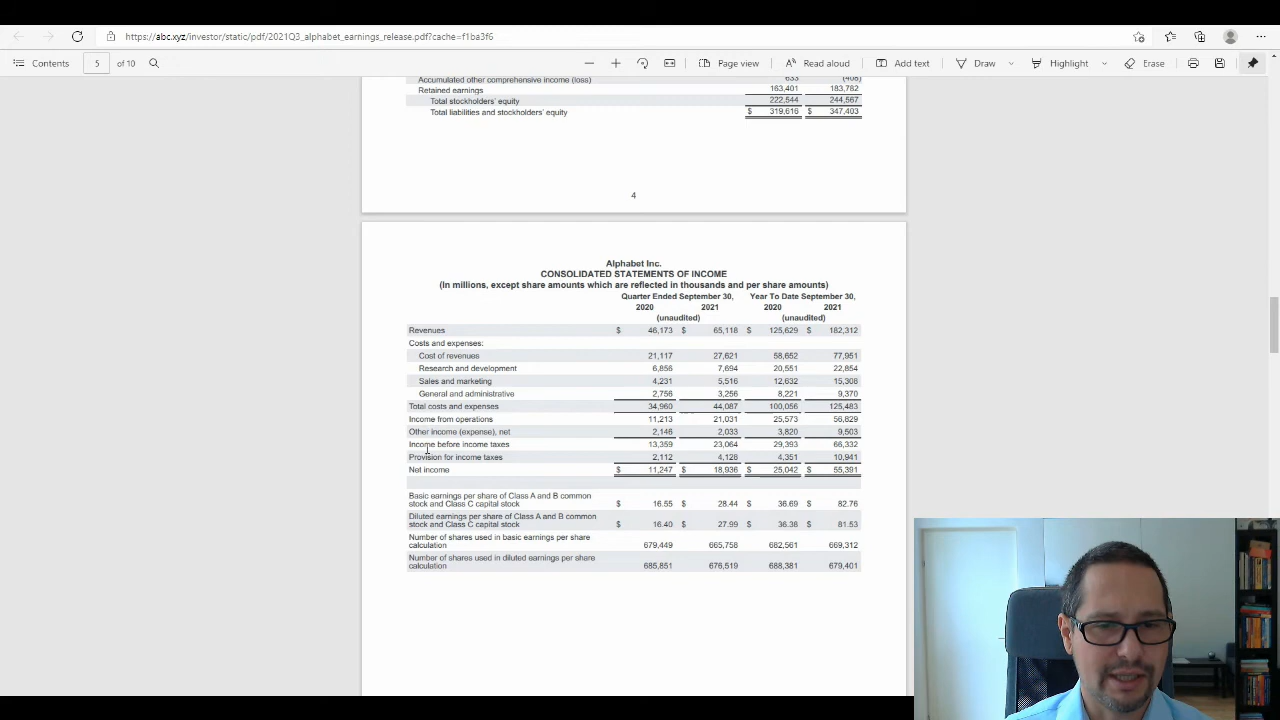 https://abc.xyz/investor/static/pdf/2021Q3_alphabet_earnings_release.pdf?cache=f1ba3f6
Contents 5 of 10 Page view Read aloud Add text Draw Highlight Erase
Accumulated other comprehensive income (loss) 633 (408)
Retained earnings 163,401 183,782
Total stockholders' equity 222,544 244,567
Total liabilities and stockholders' equity $ 319,616 $ 347,403
4
Alphabet Inc.
CONSOLIDATED STATEMENTS OF INCOME
(In millions, except share amounts which are reflected in thousands and per share amounts)
Quarter Ended September 30, Year To Date September 30,
2020 2021 2020 2021
(unaudited) (unaudited)
Revenues $ 46,173 $ 65,118 $ 125,629 $ 182,312
Costs and expenses:
Cost of revenues 21,117 27,621 58,652 77,951
Research and development 6,856 7,694 20,551 22,854
Sales and marketing 4,231 5,516 12,632 15,308
General and administrative 2,756 3,256 8,221 9,370
Total costs and expenses 34,960 44,087 100,056 125,483
Income from operations 11,213 21,031 25,573 56,829
Other income (expense), net 2,146 2,033 3,820 9,503
Income before income taxes 13,359 23,064 29,393 66,332
Provision for income taxes 2,112 4,128 4,351 10,941
Net income $ 11,247 $ 18,936 $ 25,042 $ 55,391
Basic earnings per share of Class A and B common
stock and Class C capital stock $ 16.55 $ 28.44 $ 36.69 $ 82.76
Diluted earnings per share of Class A and B common
stock and Class C capital stock $ 16.40 $ 27.99 $ 36.38 $ 81.53
Number of shares used in basic earnings per share
calculation 679,449 665,758 682,561 669,312
Number of shares used in diluted earnings per share
calculation 685,851 676,519 688,381 679,401